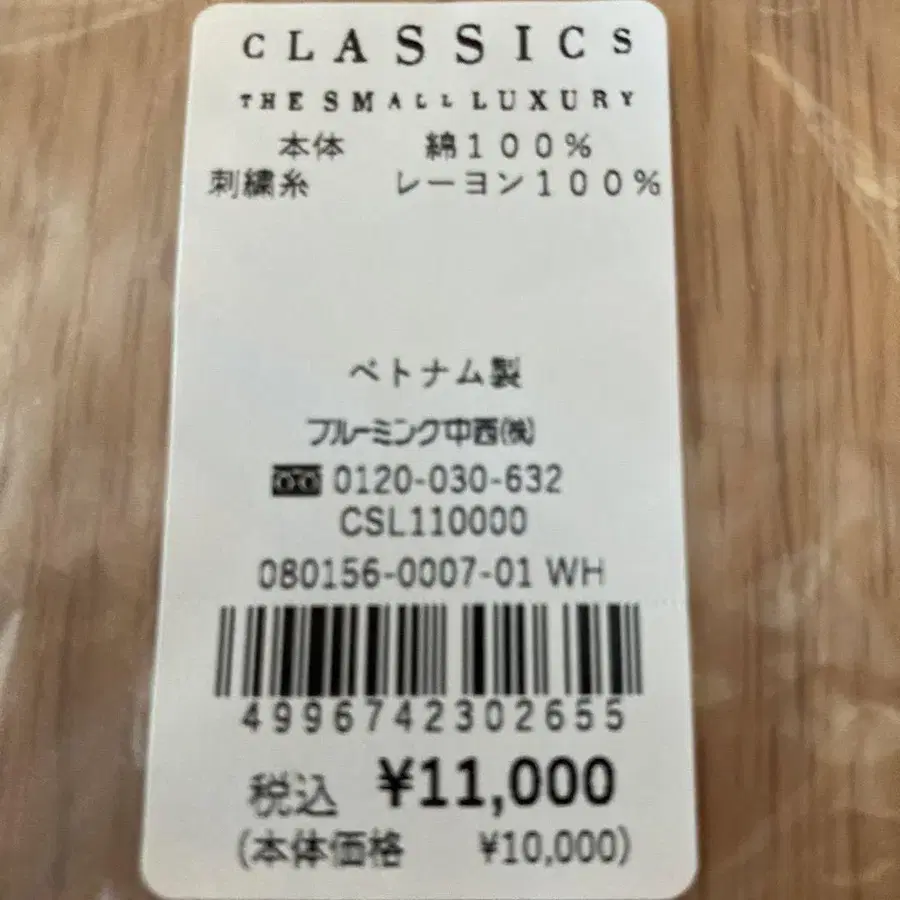 CLASSICS
THE SMALL LUXURY
本体 綿100%
刺繍糸 レーヨン100%
ベトナム製
ブルーミング中西㈱
0120-030-632
CSL110000
080156-0007-01 WH
4996742302655
税込 ¥11,000
(本体価格 ¥10,000)